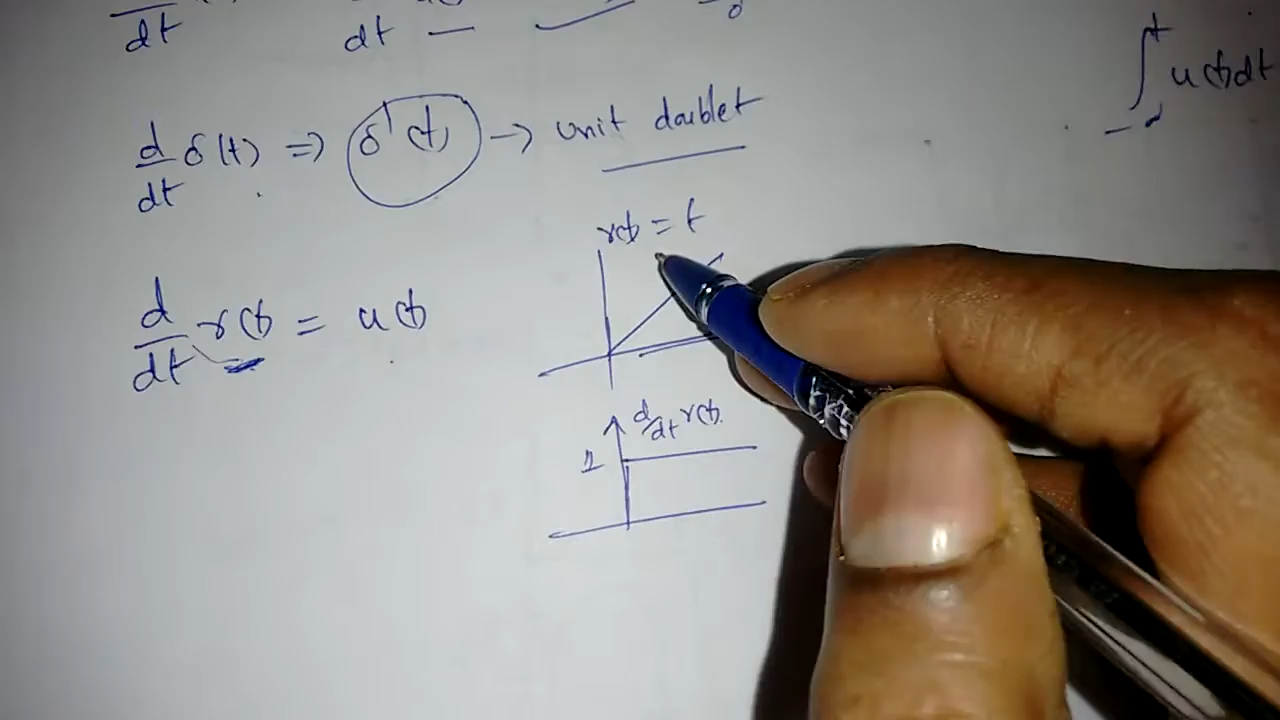 dt dt
∫ u(t)dt
d/dt δ(t) => δ'(t) → unit doublet
r(t) = t
d/dt r(t) = u(t)
d/dt r(t)
1